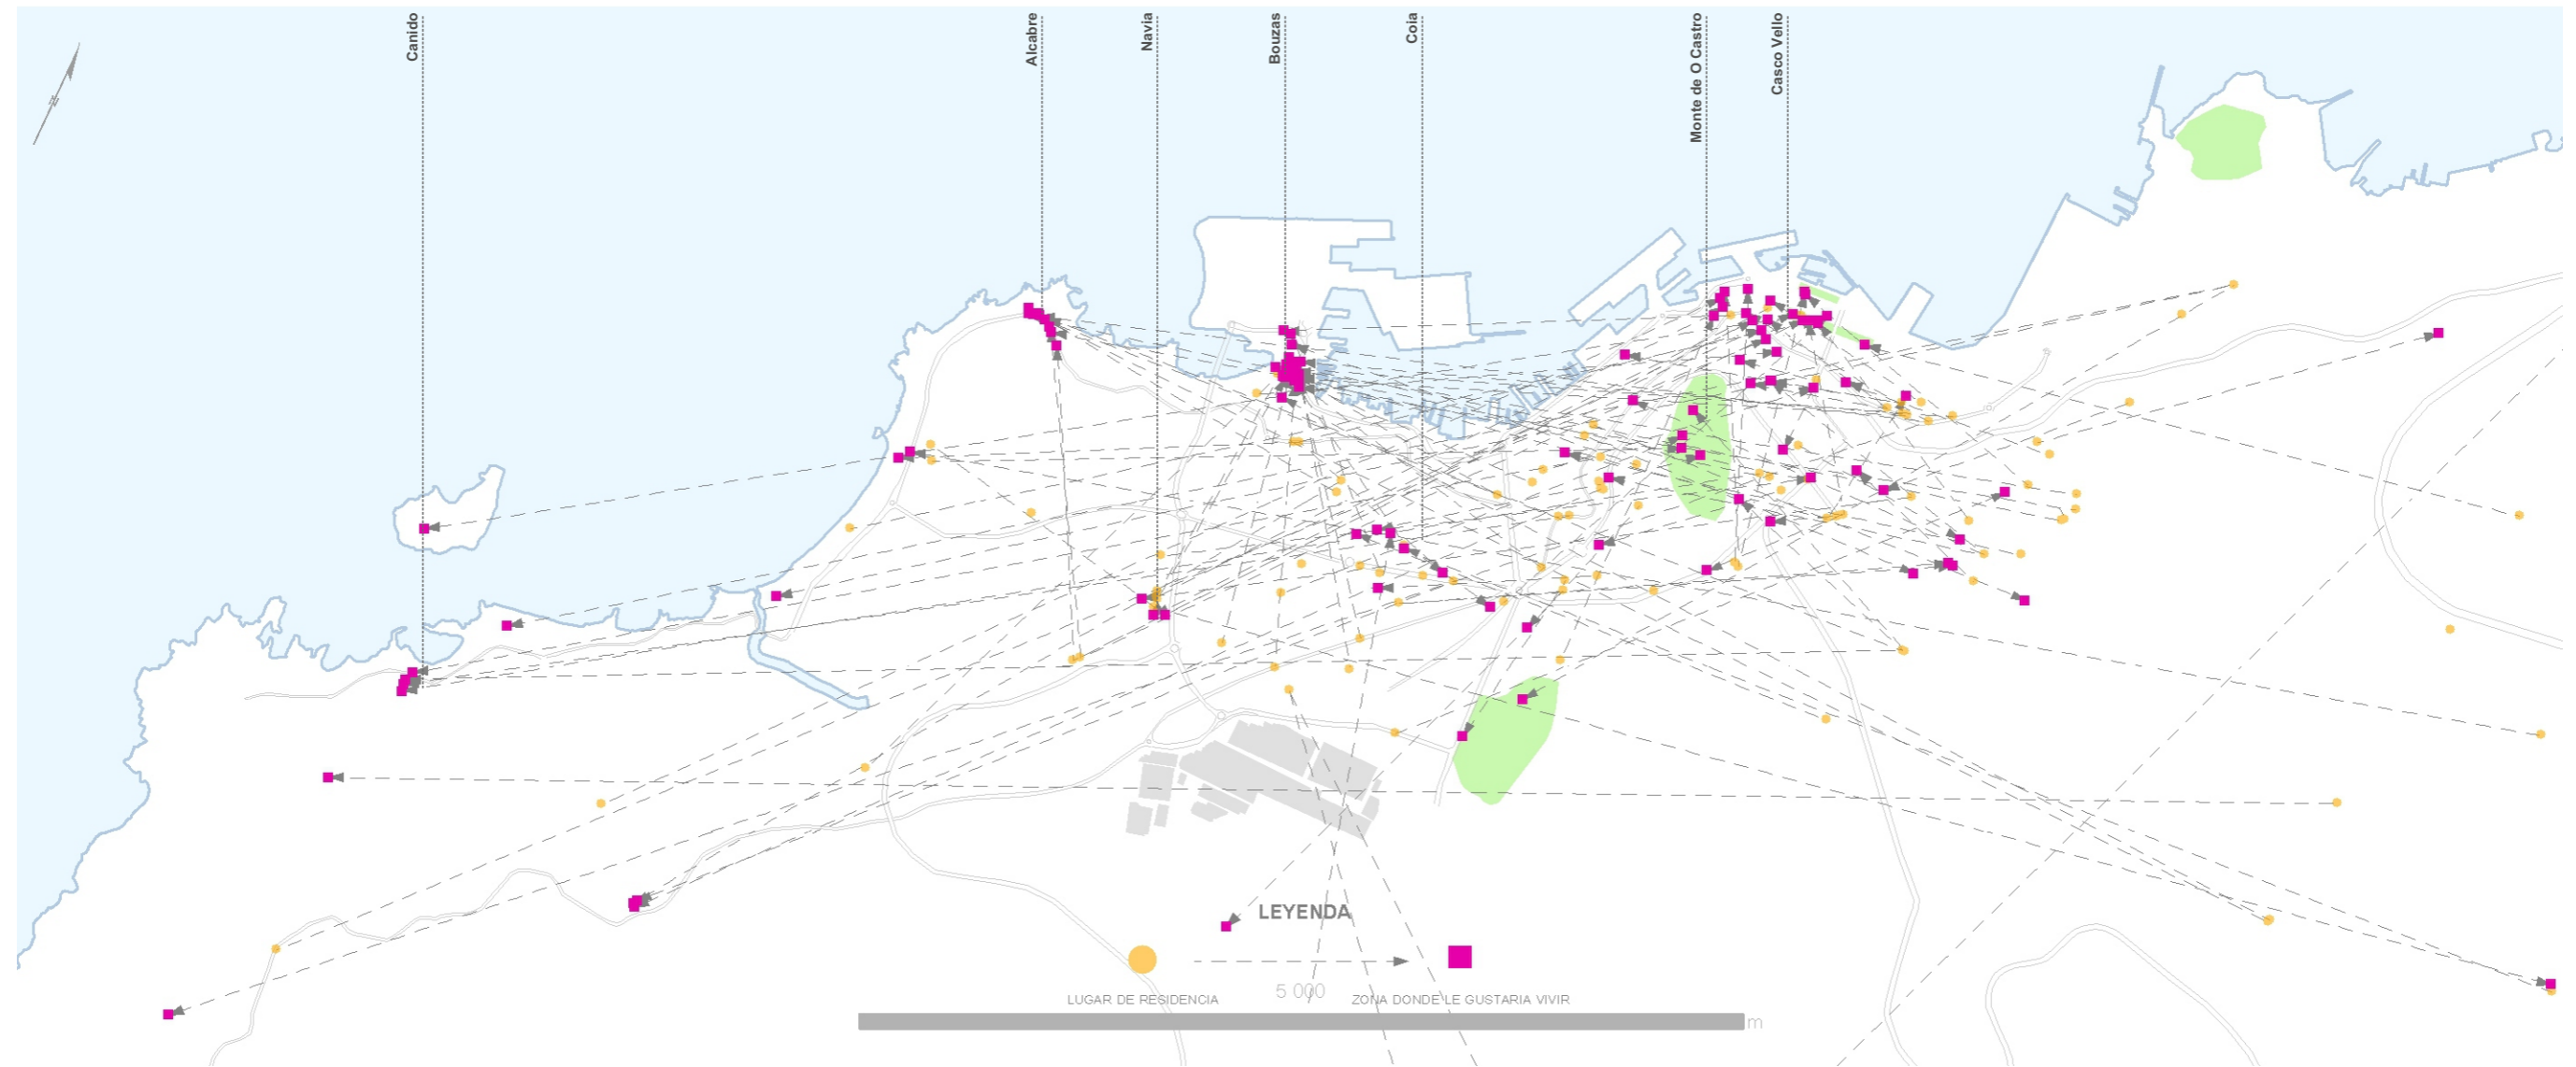 Canido
Alcabre
Navia
Bouzas
Coia
Monte de O Castro
Casco Vello
N
LEYENDA
LUGAR DE RESIDENCIA
5 000
ZONA DONDE LE GUSTARIA VIVIR
m